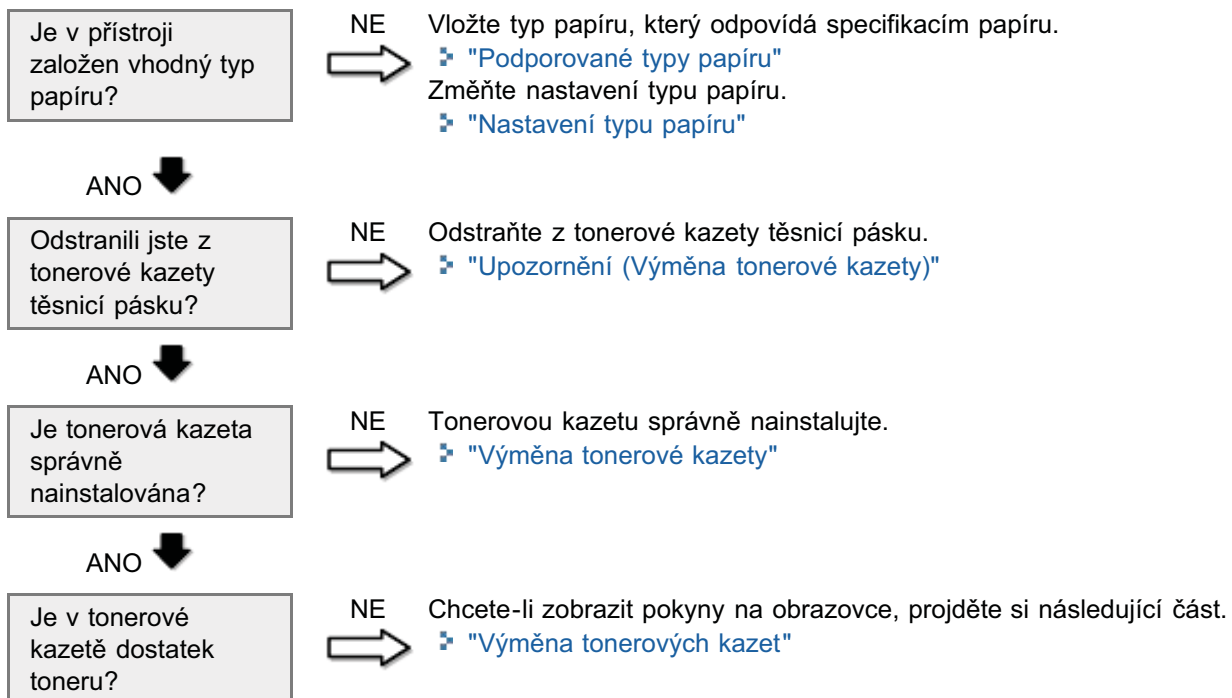 Je v přístroji
založen vhodný typ
papíru?
NE
Vložte typ papíru, který odpovídá specifikacím papíru.
"Podporované typy papíru"
Změňte nastavení typu papíru.
"Nastavení typu papíru"
ANO
Odstranili jste z
tonerové kazety
těsnicí pásku?
NE
Odstraňte z tonerové kazety těsnicí pásku.
"Upozornění (Výměna tonerové kazety)"
ANO
Je tonerová kazeta
správně
nainstalována?
NE
Tonerovou kazetu správně nainstalujte.
"Výměna tonerové kazety"
ANO
Je v tonerové
kazetě dostatek
toneru?
NE
Chcete-li zobrazit pokyny na obrazovce, projděte si následující část.
"Výměna tonerových kazet"